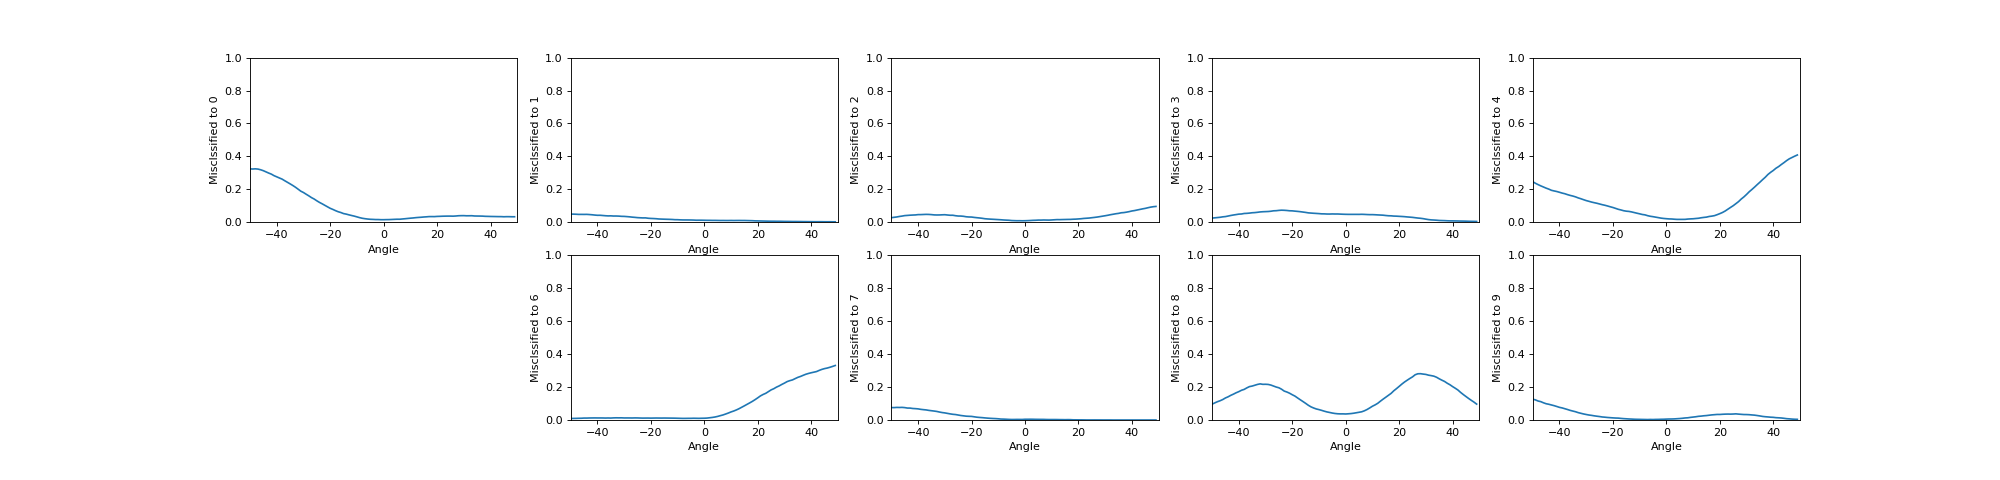 1.0 1.0 1.0 1.0 1.0
0.8 0.8 0.8 0.8 0.8
0.6 0.6 0.6 0.6 0.6
0.4 0.4 0.4 0.4 0.4
0.2 0.2 0.2 0.2 0.2
0.0 0.0 0.0 0.0 0.0
Misclssified to 0 Misclssified to 1 Misclssified to 2 Misclssified to 3 Misclssified to 4
−40 −20 0 20 40 −40 −20 0 20 40 −40 −20 0 20 40 −40 −20 0 20 40 −40 −20 0 20 40
Angle Angle Angle Angle Angle
1.0 1.0 1.0 1.0
0.8 0.8 0.8 0.8
0.6 0.6 0.6 0.6
0.4 0.4 0.4 0.4
0.2 0.2 0.2 0.2
0.0 0.0 0.0 0.0
Misclssified to 6 Misclssified to 7 Misclssified to 8 Misclssified to 9
−40 −20 0 20 40 −40 −20 0 20 40 −40 −20 0 20 40 −40 −20 0 20 40
Angle Angle Angle Angle